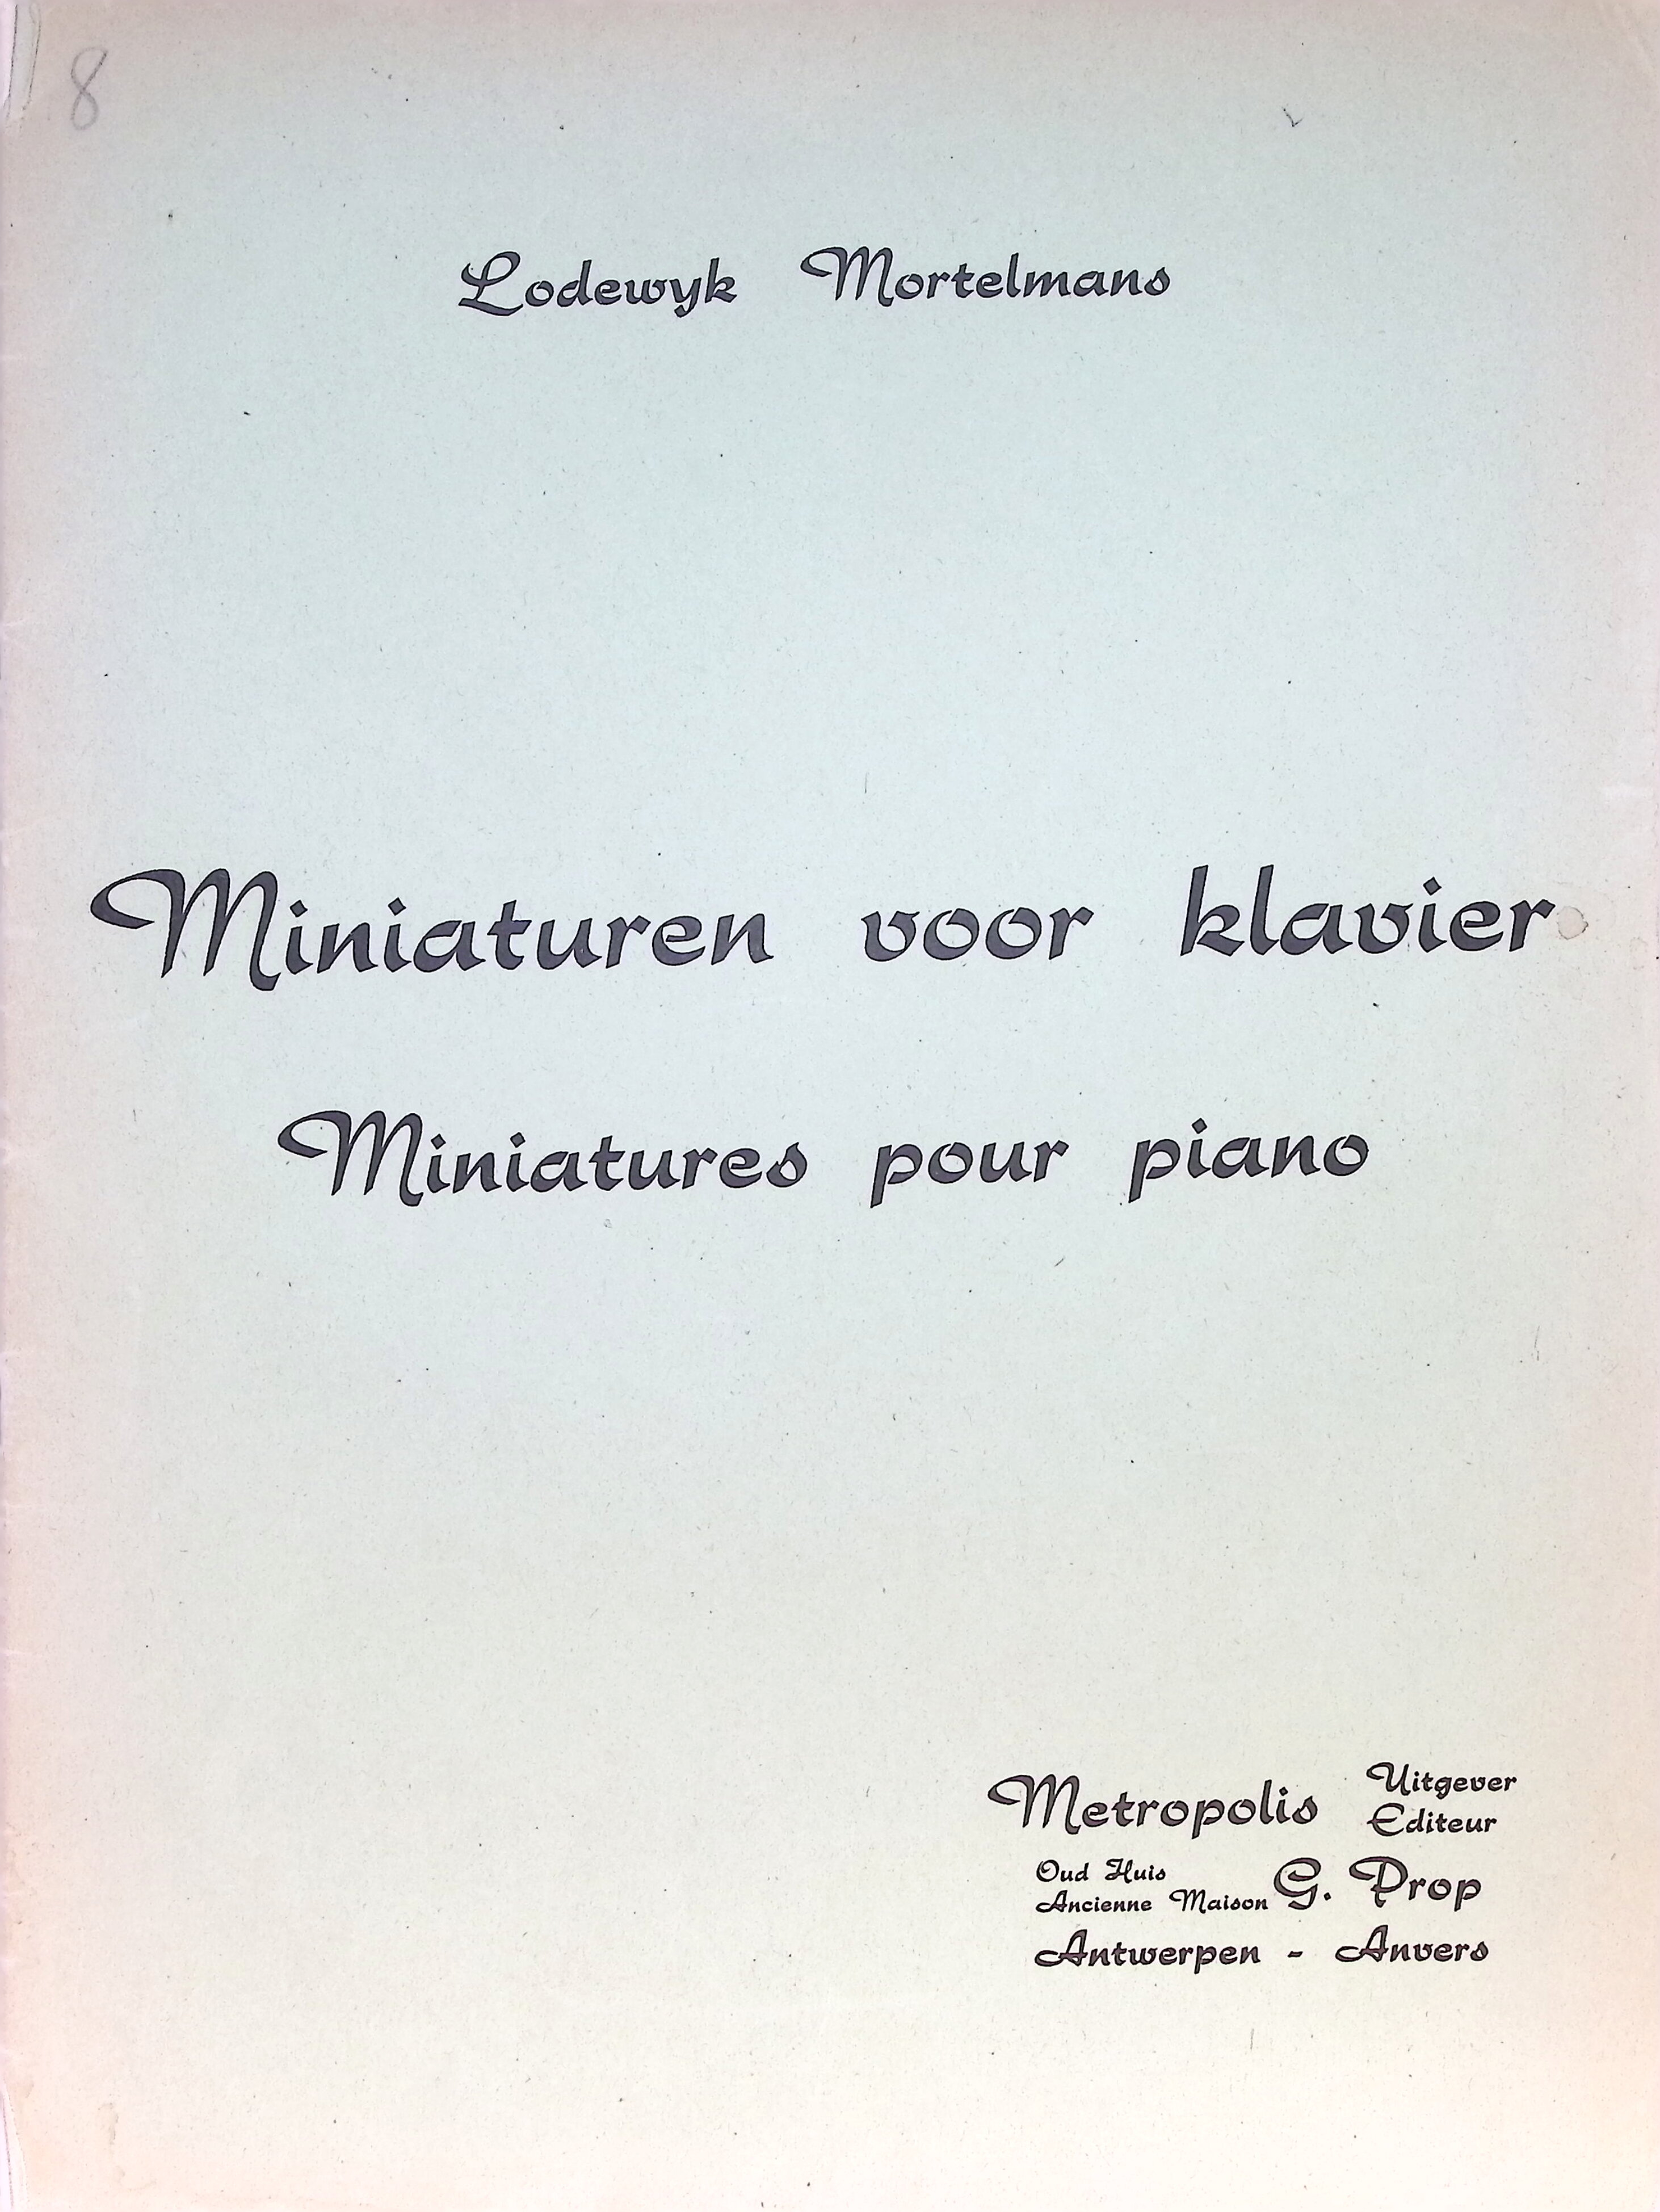 8
Lodewyk Mortelmans
Miniaturen voor klavier
Miniatures pour piano
Metropolis Uitgever
Editeur
Oud Huis
Ancienne Maison G. Prop
Antwerpen - Anvers